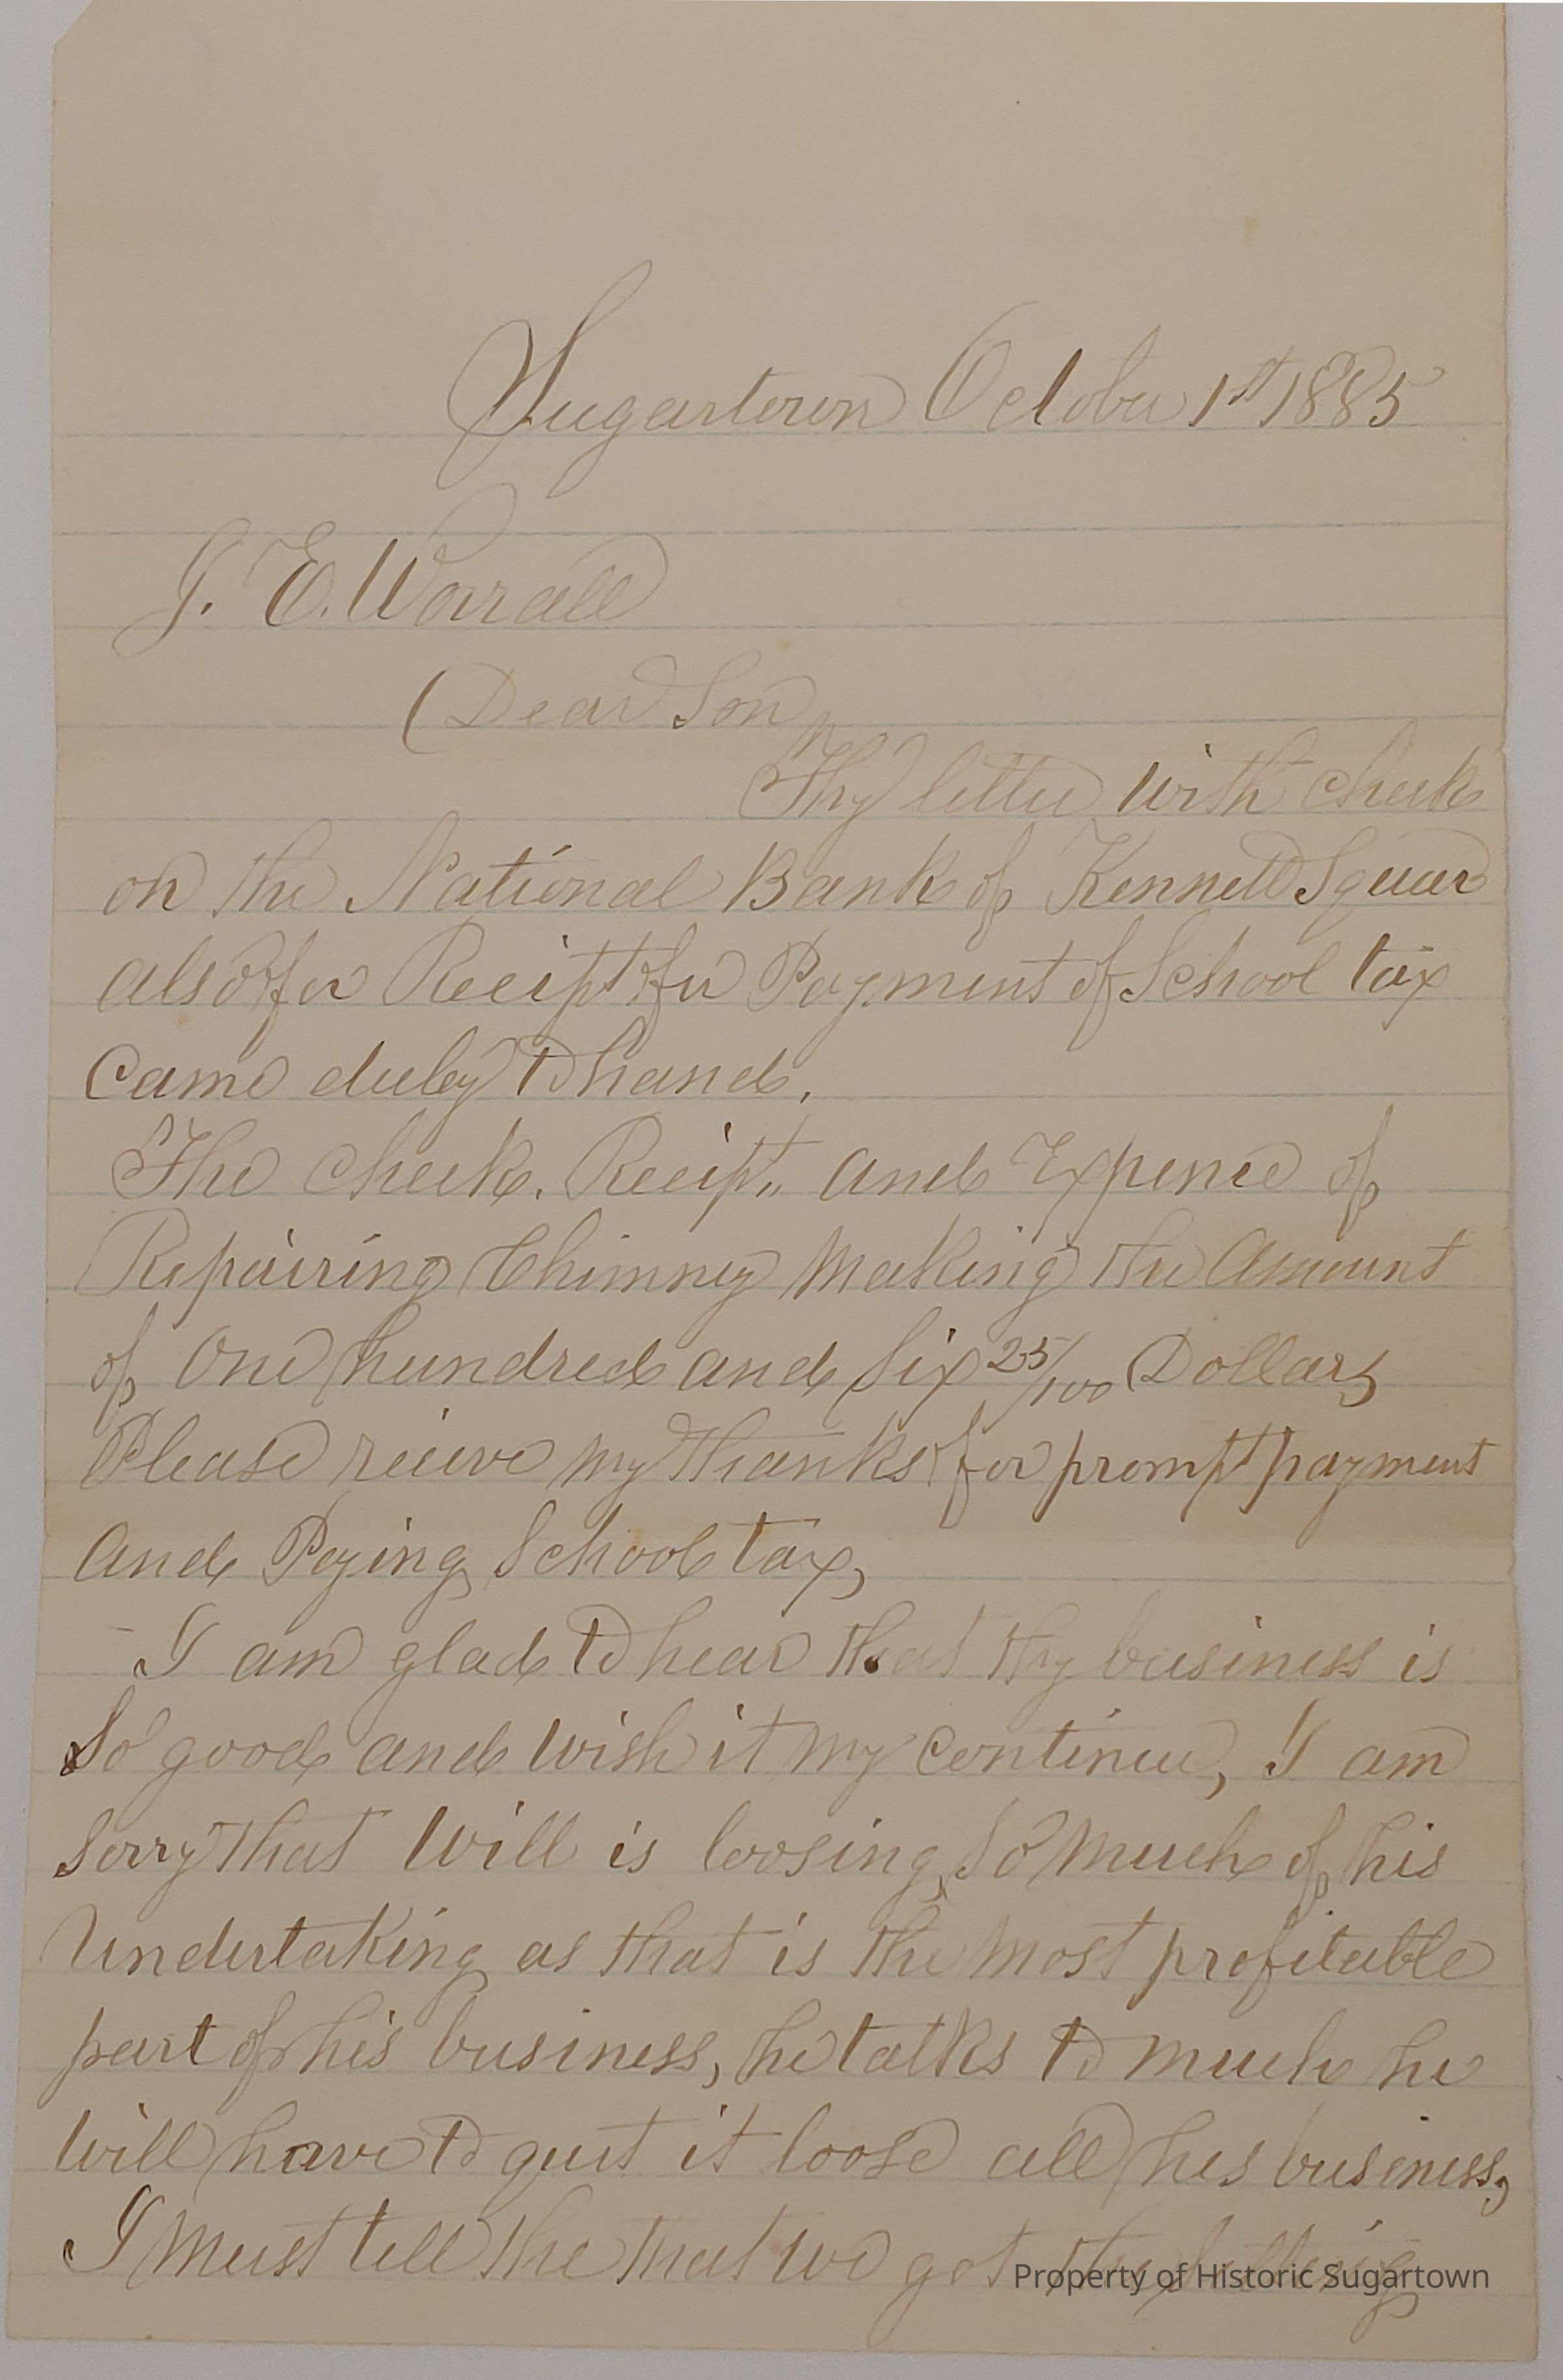 Sugartown October 1st 1885
J. E. Worrall
Dear Son
Thy letter with check
on the National Bank of Kennett Squar
also for Receipt for Payment of School tax
Came duley to hand,
The check, Receipt,, and Expence of
Repairing Chimney Making the Amount
of One hundred and Six 25/100 Dollars
Please recieve my thanks for prompt payment
and Paying School tax,
I am glad to hear that thy business is
So good and wish it my continue, I am
Sorry that Will is loosing So Much of his
Undertaking as that is the Most profitable
part of his business, he talks to much he
Will have to quit it loose all his business,
I Must tell the that we got the
Property of Historic Sugartown